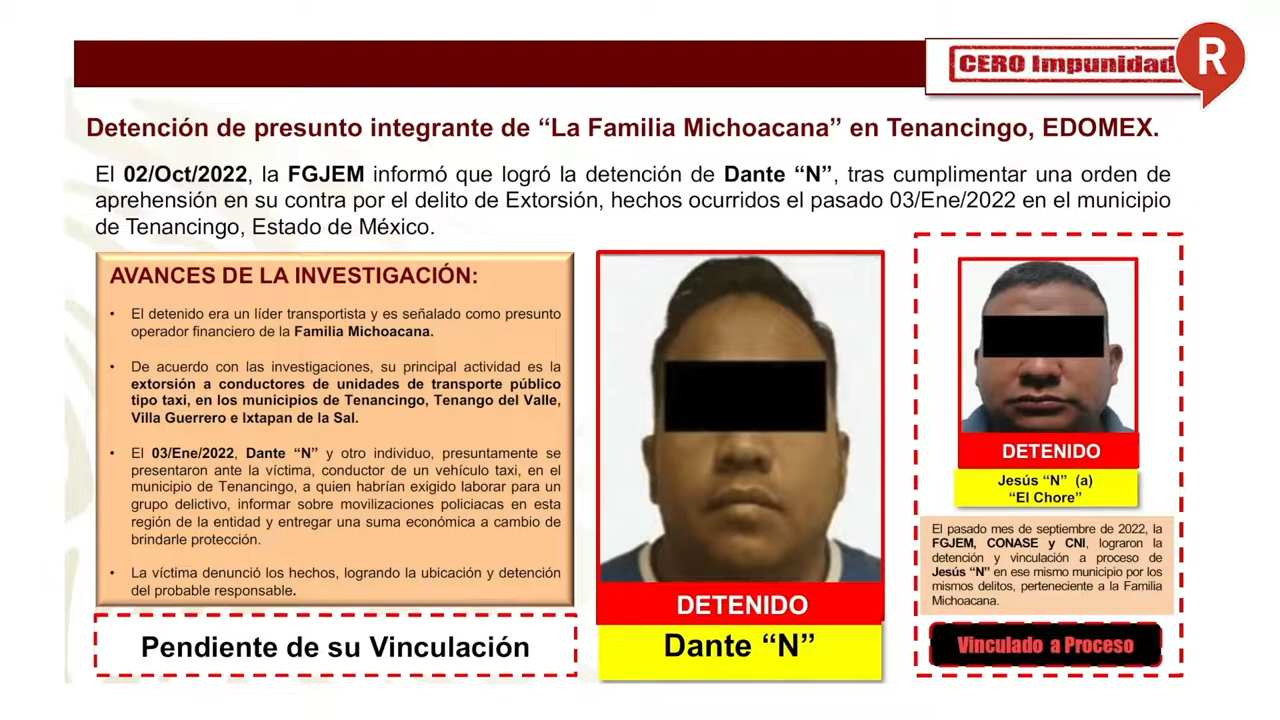 CERO Impunidad
R
Detención de presunto integrante de “La Familia Michoacana” en Tenancingo, EDOMEX.
El 02/Oct/2022, la FGJEM informó que logró la detención de Dante “N”, tras cumplimentar una orden de
aprehensión en su contra por el delito de Extorsión, hechos ocurridos el pasado 03/Ene/2022 en el municipio
de Tenancingo, Estado de México.
AVANCES DE LA INVESTIGACIÓN:
• El detenido era un líder transportista y es señalado como presunto
operador financiero de la Familia Michoacana.
• De acuerdo con las investigaciones, su principal actividad es la
extorsión a conductores de unidades de transporte público
tipo taxi, en los municipios de Tenancingo, Tenango del Valle,
Villa Guerrero e Ixtapan de la Sal.
• El 03/Ene/2022, Dante “N” y otro individuo, presuntamente se
presentaron ante la víctima, conductor de un vehículo taxi, en el
municipio de Tenancingo, a quien habrían exigido laborar para un
grupo delictivo, informar sobre movilizaciones policiacas en esta
región de la entidad y entregar una suma económica a cambio de
brindarle protección.
• La víctima denunció los hechos, logrando la ubicación y detención
del probable responsable.
Pendiente de su Vinculación
DETENIDO
Dante “N”
DETENIDO
Jesús “N” (a)
“El Chore”
El pasado mes de septiembre de 2022, la
FGJEM, CONASE y CNI, lograron la
detención y vinculación a proceso de
Jesús “N” en ese mismo municipio por los
mismos delitos, perteneciente a la Familia
Michoacana.
Vinculado a Proceso